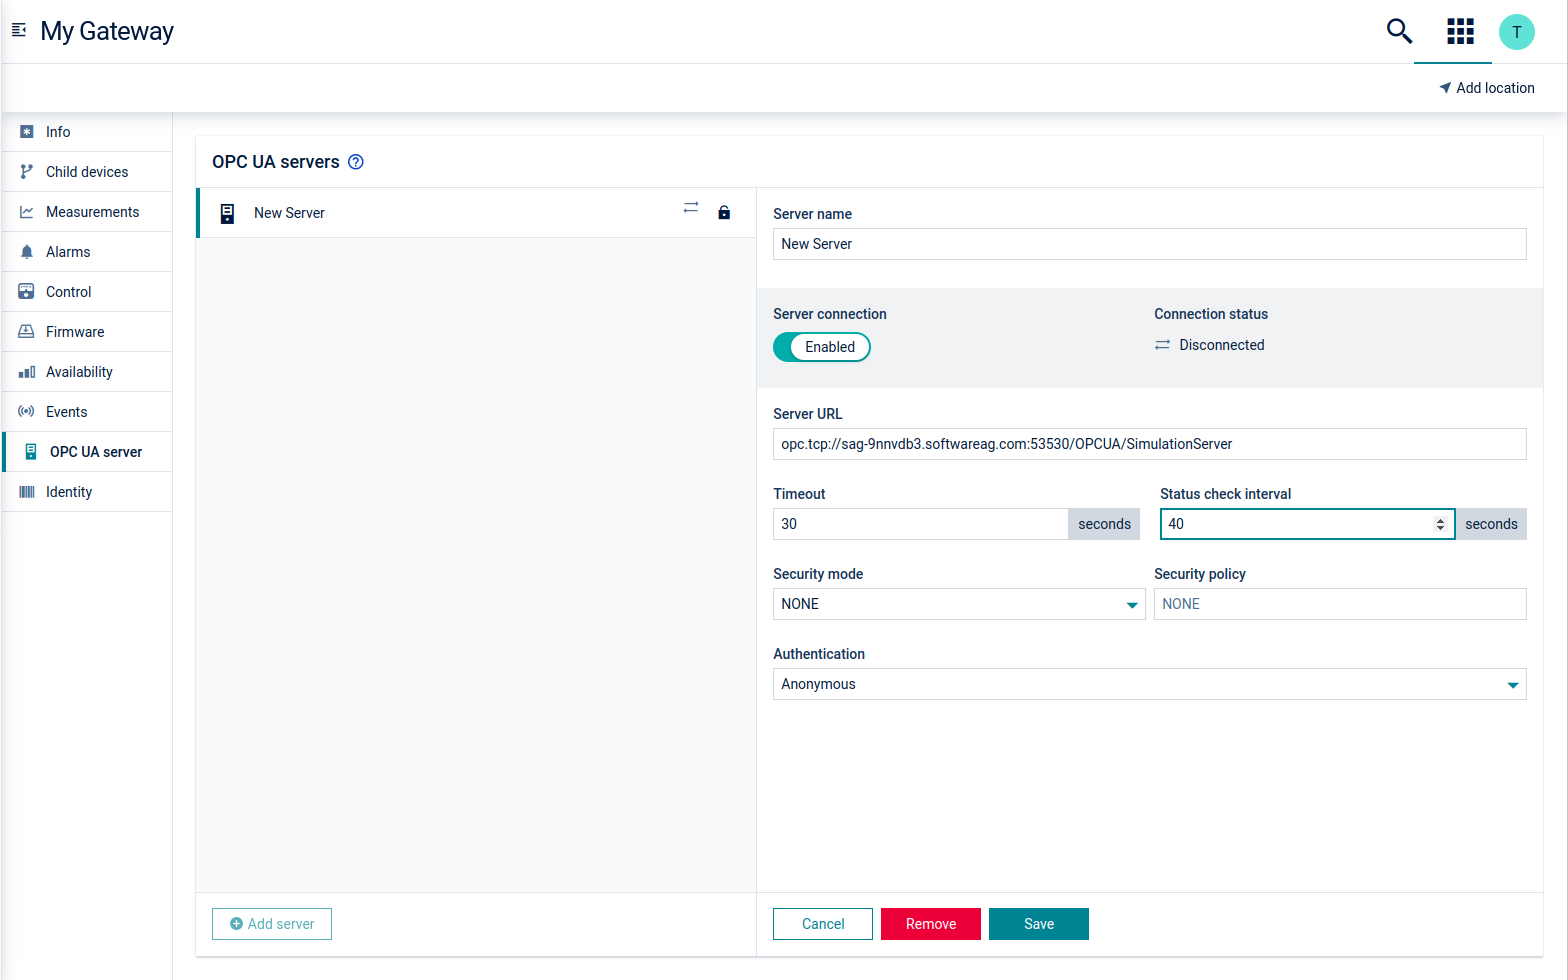 My Gateway
T
Add location
Info
Child devices
Measurements
Alarms
Control
Firmware
Availability
Events
OPC UA server
Identity
OPC UA servers ?
New Server
Server name
New Server
Server connection
Connection status
Enabled
Disconnected
Server URL
opc.tcp://sag-9nnvdb3.softwareag.com:53530/OPCUA/SimulationServer
Timeout
Status check interval
30 seconds
40 seconds
Security mode
Security policy
NONE
NONE
Authentication
Anonymous
Add server
Cancel
Remove
Save